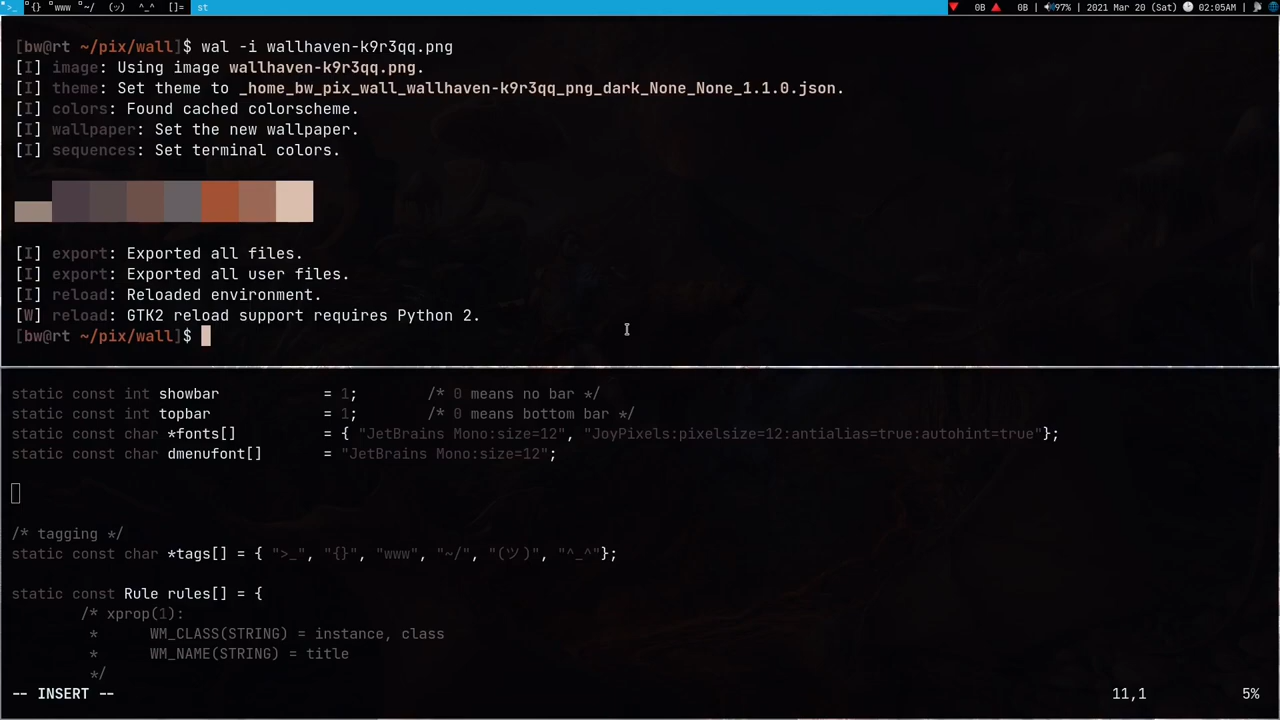 >_ {} www ~/ (ツ) ^_^ []= st 0B 0B 97% | 2021 Mar 20 (Sat) 02:05AM |
[bw@rt ~/pix/wall]$ wal -i wallhaven-k9r3qq.png
[I] image: Using image wallhaven-k9r3qq.png.
[I] theme: Set theme to _home_bw_pix_wall_wallhaven-k9r3qq_png_dark_None_None_1.1.0.json.
[I] colors: Found cached colorscheme.
[I] wallpaper: Set the new wallpaper.
[I] sequences: Set terminal colors.
[I] export: Exported all files.
[I] export: Exported all user files.
[I] reload: Reloaded environment.
[W] reload: GTK2 reload support requires Python 2.
[bw@rt ~/pix/wall]$
static const int showbar = 1; /* 0 means no bar */
static const int topbar = 1; /* 0 means bottom bar */
static const char *fonts[] = { "JetBrains Mono:size=12", "JoyPixels:pixelsize=12:antialias=true:autohint=true"};
static const char dmenufont[] = "JetBrains Mono:size=12";
/* tagging */
static const char *tags[] = { ">_", "{}", "www", "~/", "(ツ)", "^_^"};
static const Rule rules[] = {
/* xprop(1):
* WM_CLASS(STRING) = instance, class
* WM_NAME(STRING) = title
*/
-- INSERT -- 11,1 5%